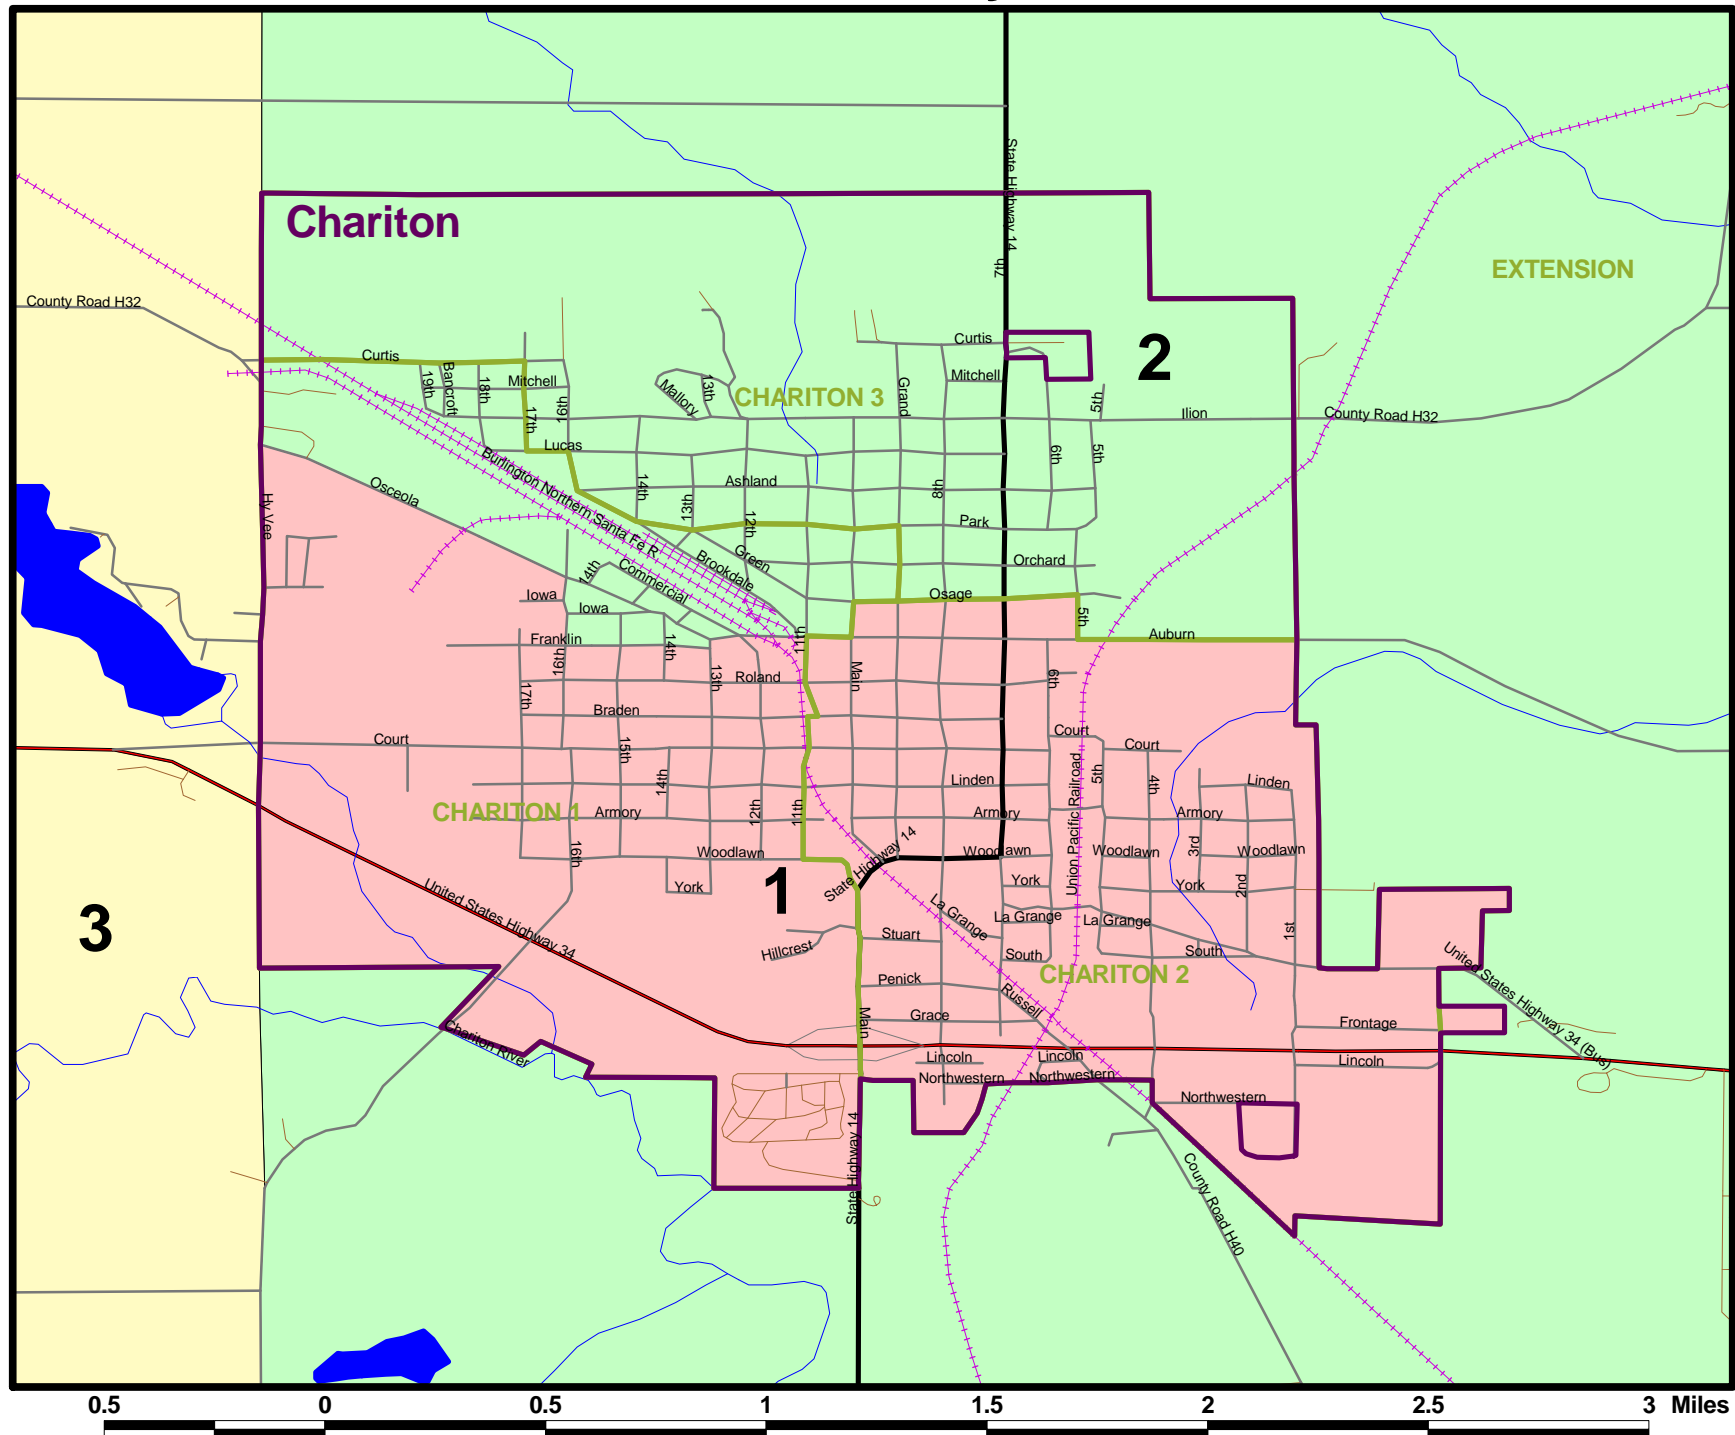 State Highway 14
Chariton
7th
EXTENSION
County Road H32
Curtis
Curtis
2
19th
Bancroft
18th
Mitchell
16th
17th
Mallory
13th
CHARITON 3
Grand
Mitchell
5th
Ilion
County Road H32
Lucas
Burlington Northern Santa Fe R.
Osceola
14th
13th
Ashland
12th
8th
6th
5th
Hy Vee
Park
Green
Brookdale
Orchard
14th
Commercial
Iowa
Iowa
Osage
5th
Franklin
16th
14th
11th
Auburn
17th
13th
Roland
Main
6th
Braden
Court
15th
14th
Court
Court
Union Pacific Railroad
5th
4th
Linden
Linden
CHARITON 1
Armory
12th
11th
Armory
Armory
16th
Woodlawn
State Highway 14
Woodlawn
Woodlawn
3rd
Woodlawn
1
York
York
York
2nd
3
United States Highway 34
La Grange
La Grange
La Grange
1st
Hillcrest
Stuart
South
South
United States Highway 34 (Bus)
CHARITON 2
Penick
Russell
Main
Grace
Frontage
Chariton River
Lincoln
Lincoln
Lincoln
Northwestern
Northwestern
Northwestern
State Highway 14
County Road H40
0.5 0 0.5 1 1.5 2 2.5 3 Miles